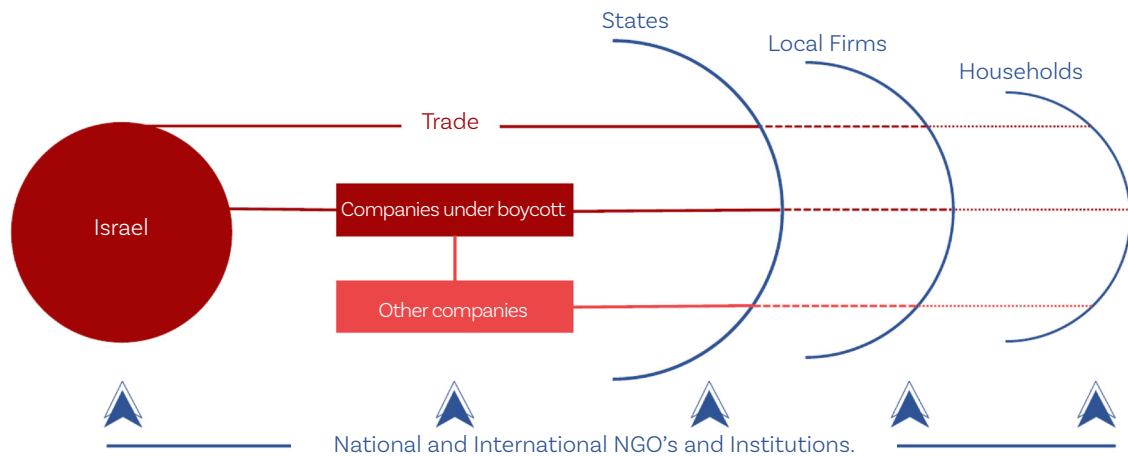 States
Local Firms
Households
Trade
Companies under boycott
Israel
Other companies
National and International NGO's and Institutions.